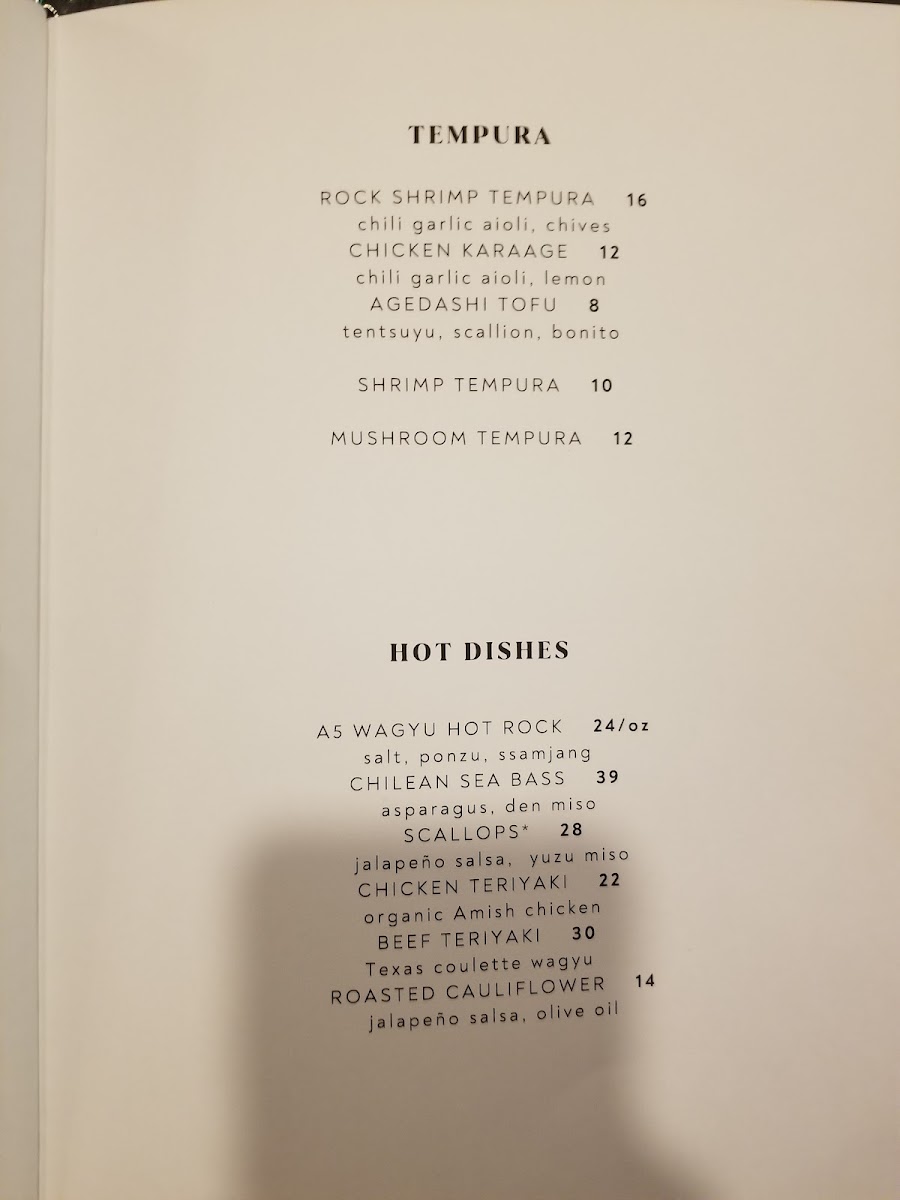 TEMPURA
ROCK SHRIMP TEMPURA 16
chili garlic aioli, chives
CHICKEN KARAAGE 12
chili garlic aioli, lemon
AGEDASHI TOFU 8
tentsuyu, scallion, bonito
SHRIMP TEMPURA 10
MUSHROOM TEMPURA 12
HOT DISHES
A5 WAGYU HOT ROCK 24/oz
salt, ponzu, ssamjang
CHILEAN SEA BASS 39
asparagus, den miso
SCALLOPS* 28
jalapeño salsa, yuzu miso
CHICKEN TERIYAKI 22
organic Amish chicken
BEEF TERIYAKI 30
Texas coulette wagyu
ROASTED CAULIFLOWER 14
jalapeño salsa, olive oil